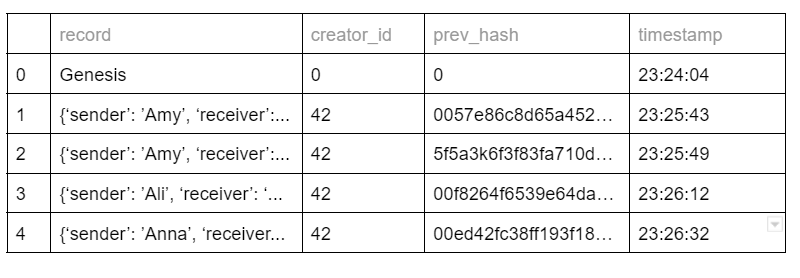 record creator_id prev_hash timestamp
0 Genesis 0 0 23:24:04
1 {‘sender’: ’Amy’, ‘receiver’:... 42 0057e86c8d65a452... 23:25:43
2 {‘sender’: ’Amy’, ‘receiver’:... 42 5f5a3k6f3f83fa710d... 23:25:49
3 {‘sender’: ’Ali’, ‘receiver’: ‘... 42 00f8264f6539e64da... 23:26:12
4 {‘sender’: ’Anna’, ‘receiver... 42 00ed42fc38ff193f18... 23:26:32